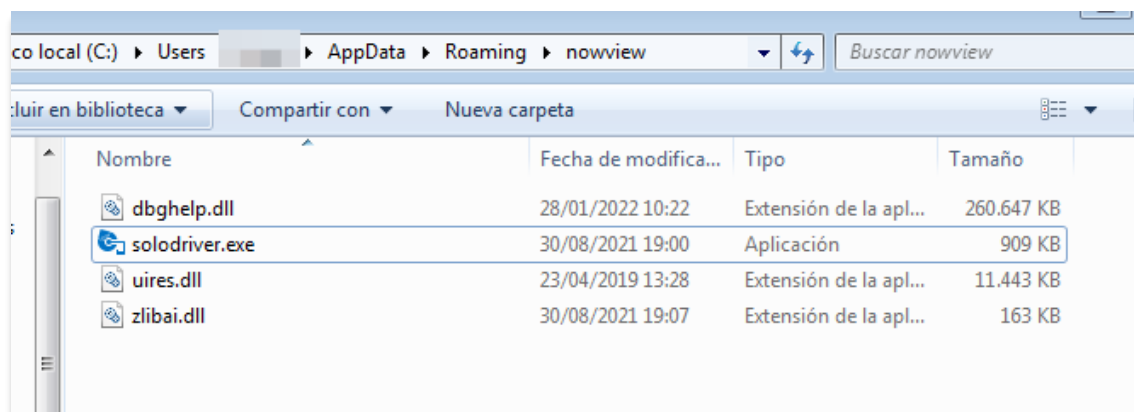 co local (C:) Users AppData Roaming nowview Buscar nowview
cluir en biblioteca Compartir con Nueva carpeta
Nombre Fecha de modifica... Tipo Tamaño
dbghelp.dll 28/01/2022 10:22 Extensión de la apl... 260.647 KB
solodriver.exe 30/08/2021 19:00 Aplicación 909 KB
uires.dll 23/04/2019 13:28 Extensión de la apl... 11.443 KB
zlibai.dll 30/08/2021 19:07 Extensión de la apl... 163 KB